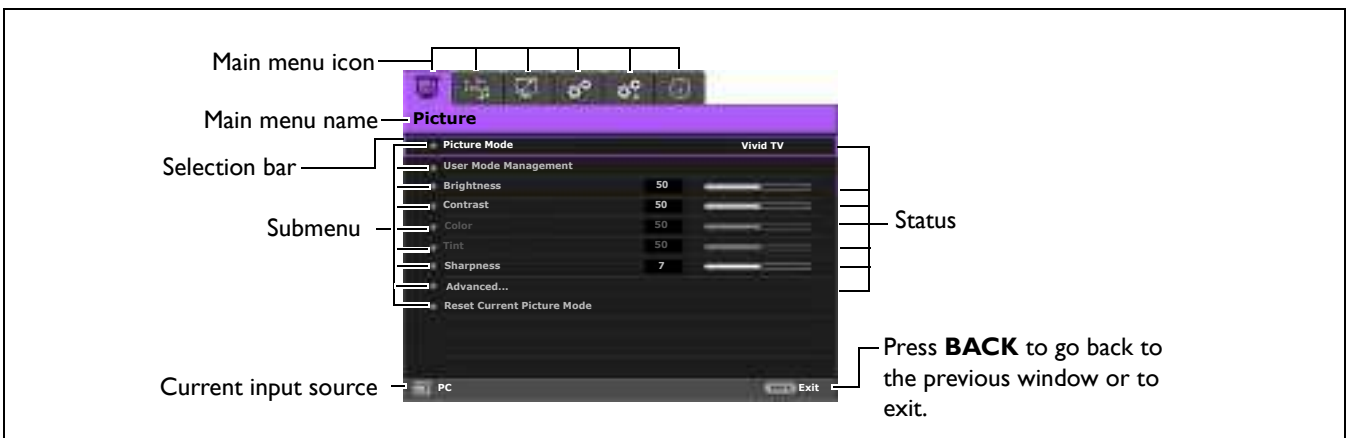 Main menu icon
Main menu name
Picture
Selection bar
Picture Mode Vivid TV
User Mode Management
Brightness 50
Contrast 50
Submenu
Color 50
Status
Tint 50
Sharpness 7
Advanced...
Reset Current Picture Mode
Press BACK to go back to
the previous window or to
exit.
Current input source
PC
Exit